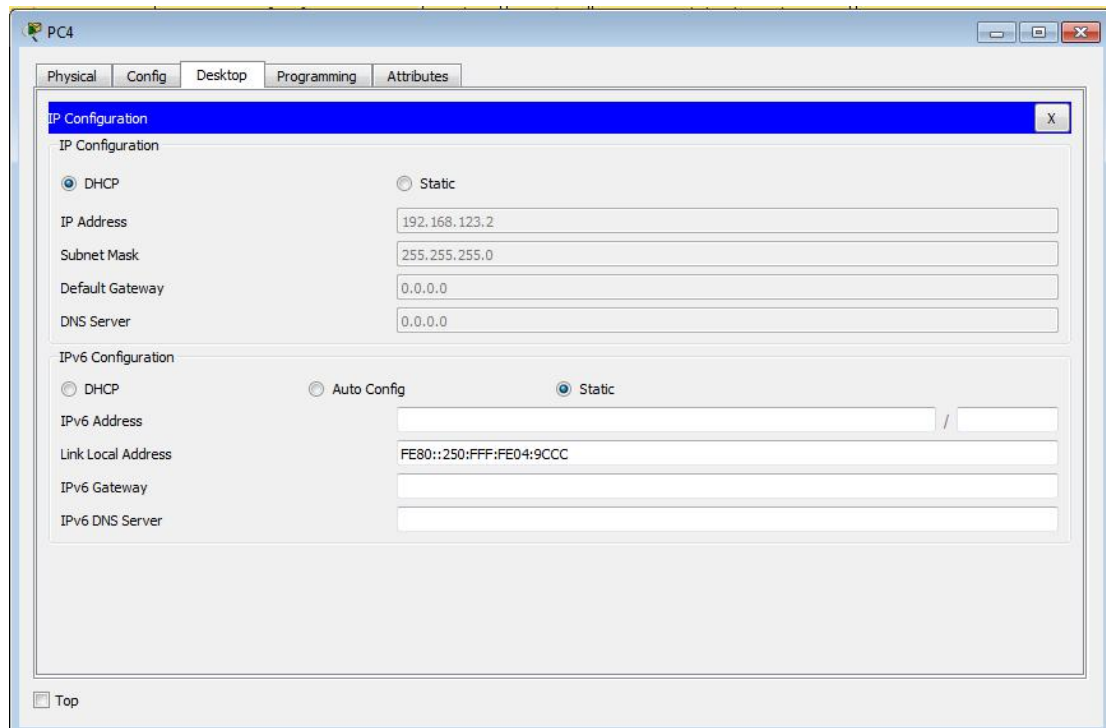 PC4
Physical Config Desktop Programming Attributes
IP Configuration X
IP Configuration
DHCP Static
IP Address 192.168.123.2
Subnet Mask 255.255.255.0
Default Gateway 0.0.0.0
DNS Server 0.0.0.0
IPv6 Configuration
DHCP Auto Config Static
IPv6 Address /
Link Local Address FE80::250:FFF:FE04:9CCC
IPv6 Gateway
IPv6 DNS Server
Top